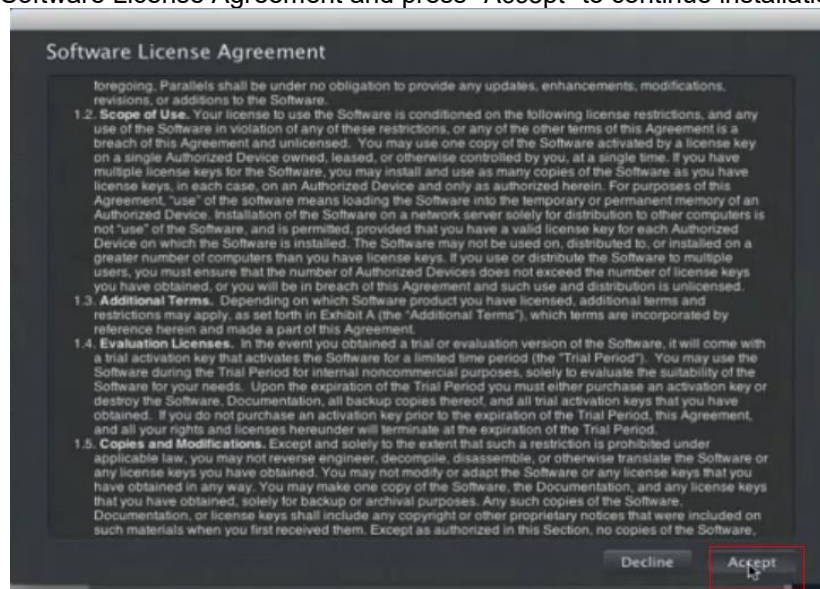 Software License Agreement and press "Accept" to continue installatio
Software License Agreement
foregoing. Parallels shall be under no obligation to provide any updates, enhancements, modifications,
revisions, or additions to the Software.
1.2. Scope of Use. Your license to use the Software is conditioned on the following license restrictions, and any
use of the Software in violation of any of these restrictions, or any of the other terms of this Agreement is a
breach of this Agreement and unlicensed. You may use one copy of the Software activated by a license key
on a single Authorized Device owned, leased, or otherwise controlled by you, at a single time. If you have
multiple license keys for the Software, you may install and use as many copies of the Software as you have
license keys, in each case, on an Authorized Device and only as authorized herein. For purposes of this
Agreement, "use" of the software means loading the Software into the temporary or permanent memory of an
Authorized Device. Installation of the Software on a network server solely for distribution to other computers is
not "use" of the Software, and is permitted, provided that you have a valid license key for each Authorized
Device on which the Software is installed. The Software may not be used on, distributed to, or installed on a
greater number of computers than you have license keys. If you use or distribute the Software to multiple
users, you must ensure that the number of Authorized Devices does not exceed the number of license keys
you have obtained, or you will be in breach of this Agreement and such use and distribution is unlicensed.
1.3. Additional Terms. Depending on which Software product you have licensed, additional terms and
restrictions may apply, as set forth in Exhibit A (the "Additional Terms"), which terms are incorporated by
reference herein and made a part of this Agreement.
1.4. Evaluation Licenses. In the event you obtained a trial or evaluation version of the Software, it will come with
a trial activation key that activates the Software for a limited time period (the "Trial Period"). You may use the
Software during the Trial Period for internal noncommercial purposes, solely to evaluate the suitability of the
Software for your needs. Upon the expiration of the Trial Period you must either purchase an activation key or
destroy the Software, Documentation, all backup copies thereof, and all trial activation keys that you have
obtained. If you do not purchase an activation key prior to the expiration of the Trial Period, this Agreement,
and all your rights and licenses hereunder will terminate at the expiration of the Trial Period.
1.5. Copies and Modifications. Except and solely to the extent that such a restriction is prohibited under
applicable law, you may not reverse engineer, decompile, disassemble, or otherwise translate the Software or
any license keys you have obtained. You may not modify or adapt the Software or any license keys that you
have obtained in any way. You may make one copy of the Software, the Documentation, and any license keys
that you have obtained, solely for backup or archival purposes. Any such copies of the Software,
Documentation, or license keys shall include any copyright or other proprietary notices that were included on
such materials when you first received them. Except as authorized in this Section, no copies of the Software,
Decline Accept